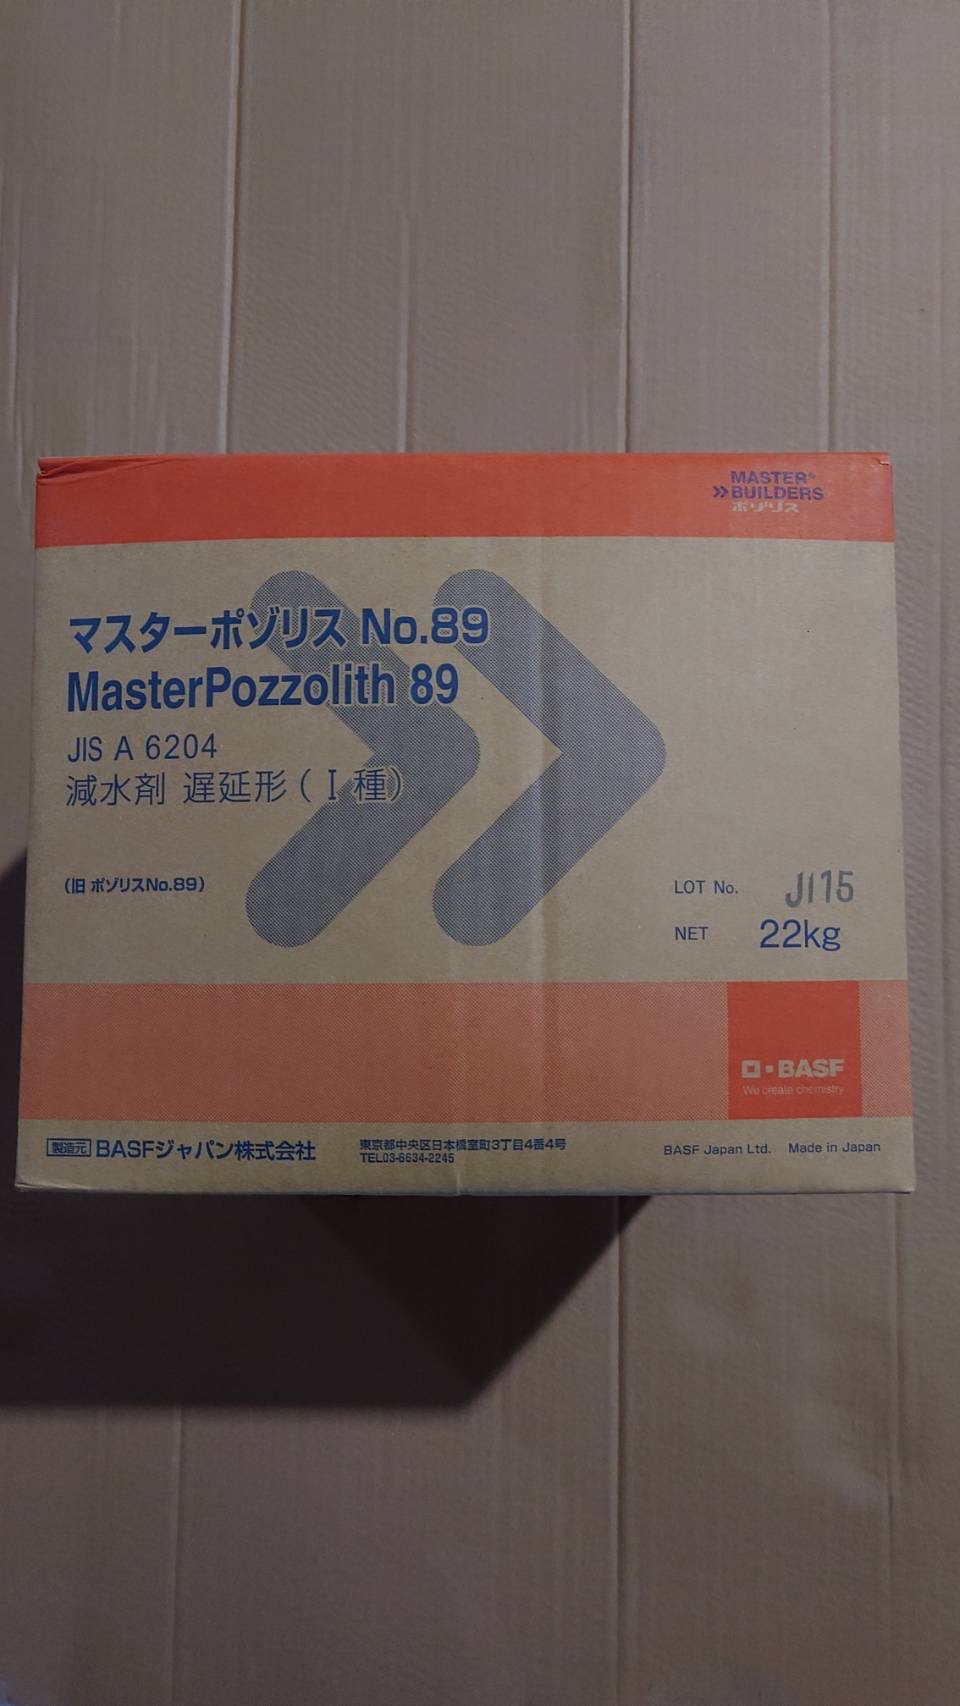 MASTER®
BUILDERS
ポゾリス
マスターポゾリス No.89
MasterPozzolith 89
JIS A 6204
減水剤 遅延形(Ⅰ種)
(旧 ポゾリスNo.89)
LOT No. J115
NET 22kg
BASF
We create chemistry
製造元 BASFジャパン株式会社
東京都中央区日本橋室町3丁目4番4号
TEL03-6634-2245
BASF Japan Ltd. Made in Japan